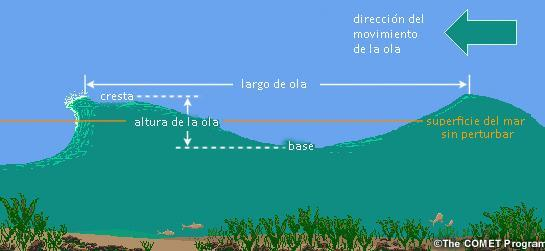 dirección del
movimiento
de la ola
largo de ola
cresta
altura de la ola
superficie del mar
sin perturbar
base
©The COMET Program